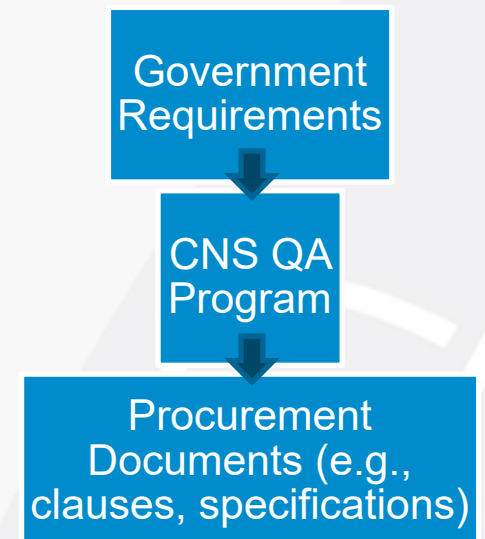 Government
Requirements
CNS QA
Program
Procurement
Documents (e.g.,
clauses, specifications)